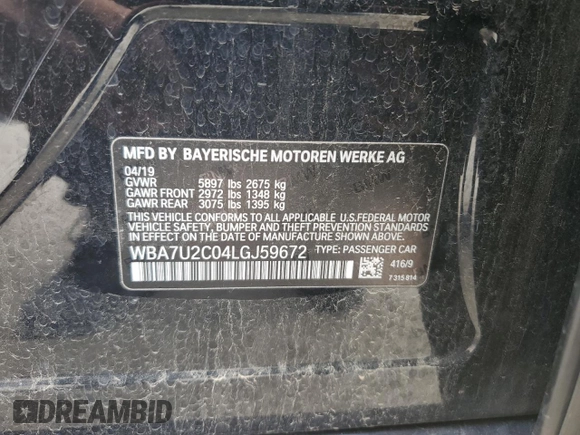 MFD BY BAYERISCHE MOTOREN WERKE AG
04/19
GVWR 5897 lbs 2675 kg
GAWR FRONT 2972 lbs 1348 kg
GAWR REAR 3075 lbs 1395 kg
THIS VEHICLE CONFORMS TO ALL APPLICABLE U.S.FEDERAL MOTOR
VEHICLE SAFETY, BUMPER, AND THEFT PREVENTION STANDARDS
IN EFFECT ON THE DATE OF MANUFACTURE SHOWN ABOVE.
WBA7U2C04LGJ59672 TYPE: PASSENGER CAR
416/9
7 315 814
DREAMBID